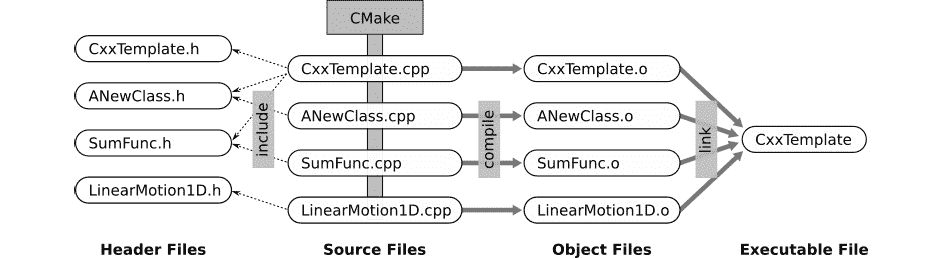 CMake
CxxTemplate.h
CxxTemplate.cpp
CxxTemplate.o
ANewClass.h
ANewClass.cpp
ANewClass.o
include
compile
link
CxxTemplate
SumFunc.h
SumFunc.cpp
SumFunc.o
LinearMotion1D.h
LinearMotion1D.cpp
LinearMotion1D.o
Header Files
Source Files
Object Files
Executable File